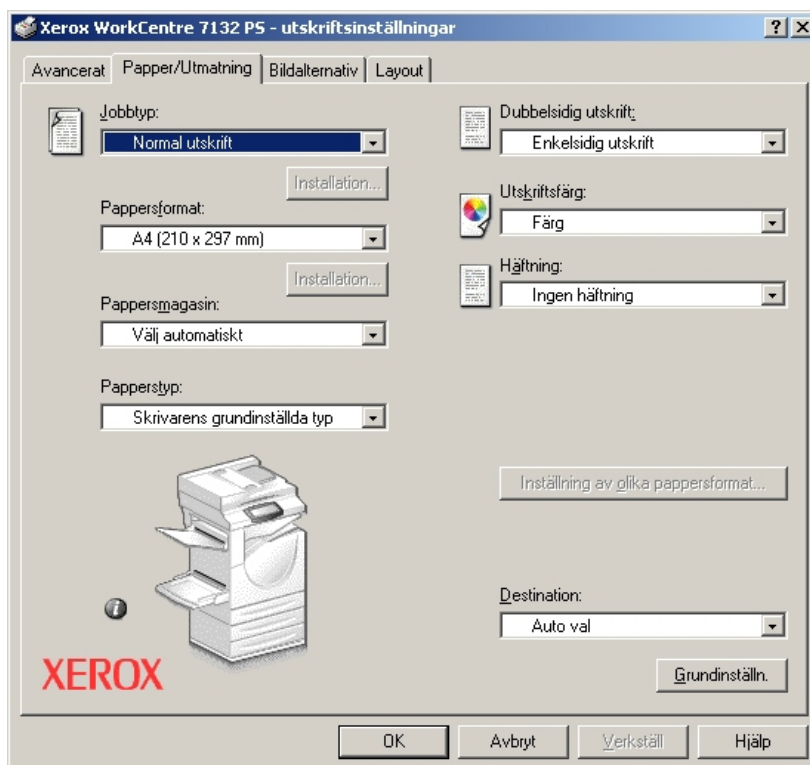 Xerox WorkCentre 7132 PS - utskriftsinställningar
Avancerat
Papper/Utmatning
Bildalternativ
Layout
Jobbtyp:
Normal utskrift
Installation...
Pappersformat:
A4 (210 x 297 mm)
Installation...
Pappersmagasin:
Välj automatiskt
Papperstyp:
Skrivarens grundinställda typ
Dubbelsidig utskrift:
Enkelsidig utskrift
Utskriftsfärg:
Färg
Häftning:
Ingen häftning
Inställning av olika pappersformat...
Destination:
Auto val
XEROX
Grundinställn.
OK
Avbryt
Verkställ
Hjälp